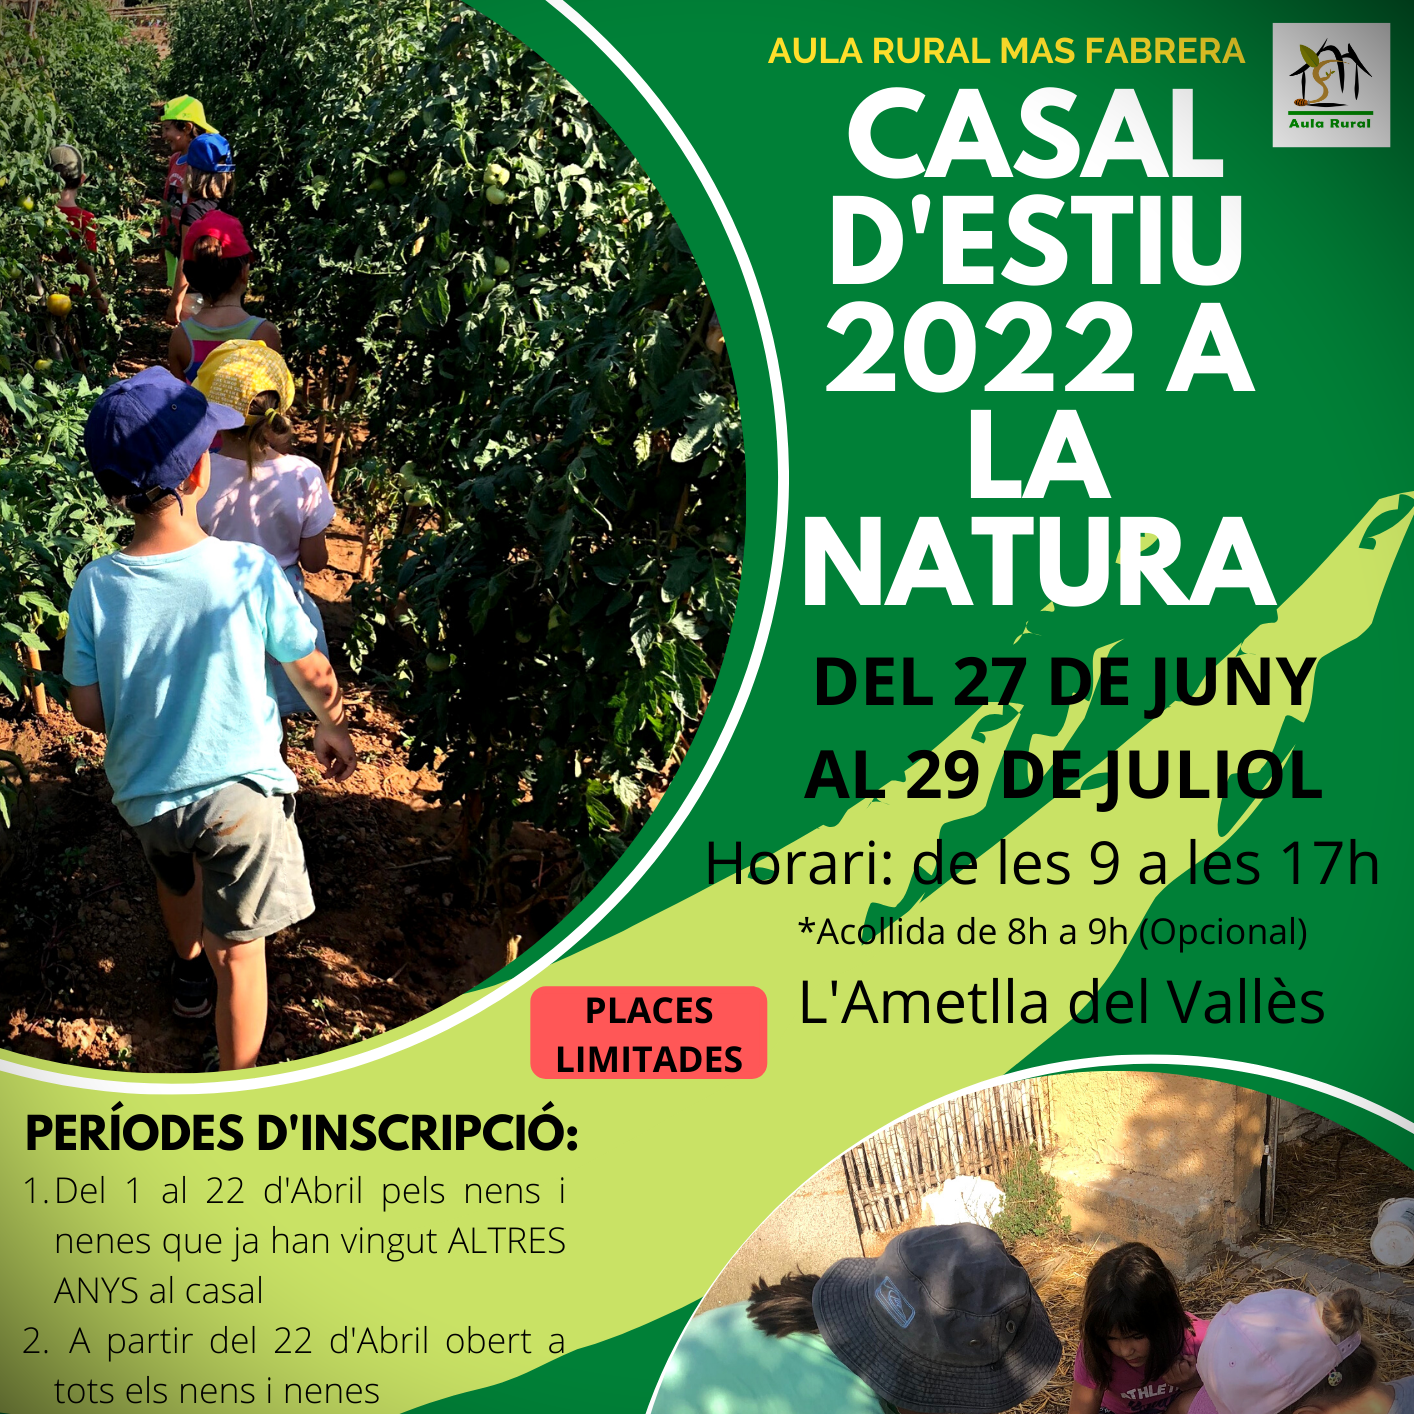 AULA RURAL MAS FABRERA
Aula Rural
CASAL
D'ESTIU
2022 A
LA
NATURA
DEL 27 DE JUNY
AL 29 DE JULIOL
Horari: de les 9 a les 17h
*Acollida de 8h a 9h (Opcional)
L'Ametlla del Vallès
PLACES
LIMITADES
PERÍODES D'INSCRIPCIÓ:
1. Del 1 al 22 d'Abril pels nens i
nenes que ja han vingut ALTRES
ANYS al casal
2. A partir del 22 d'Abril obert a
tots els nens i nenes